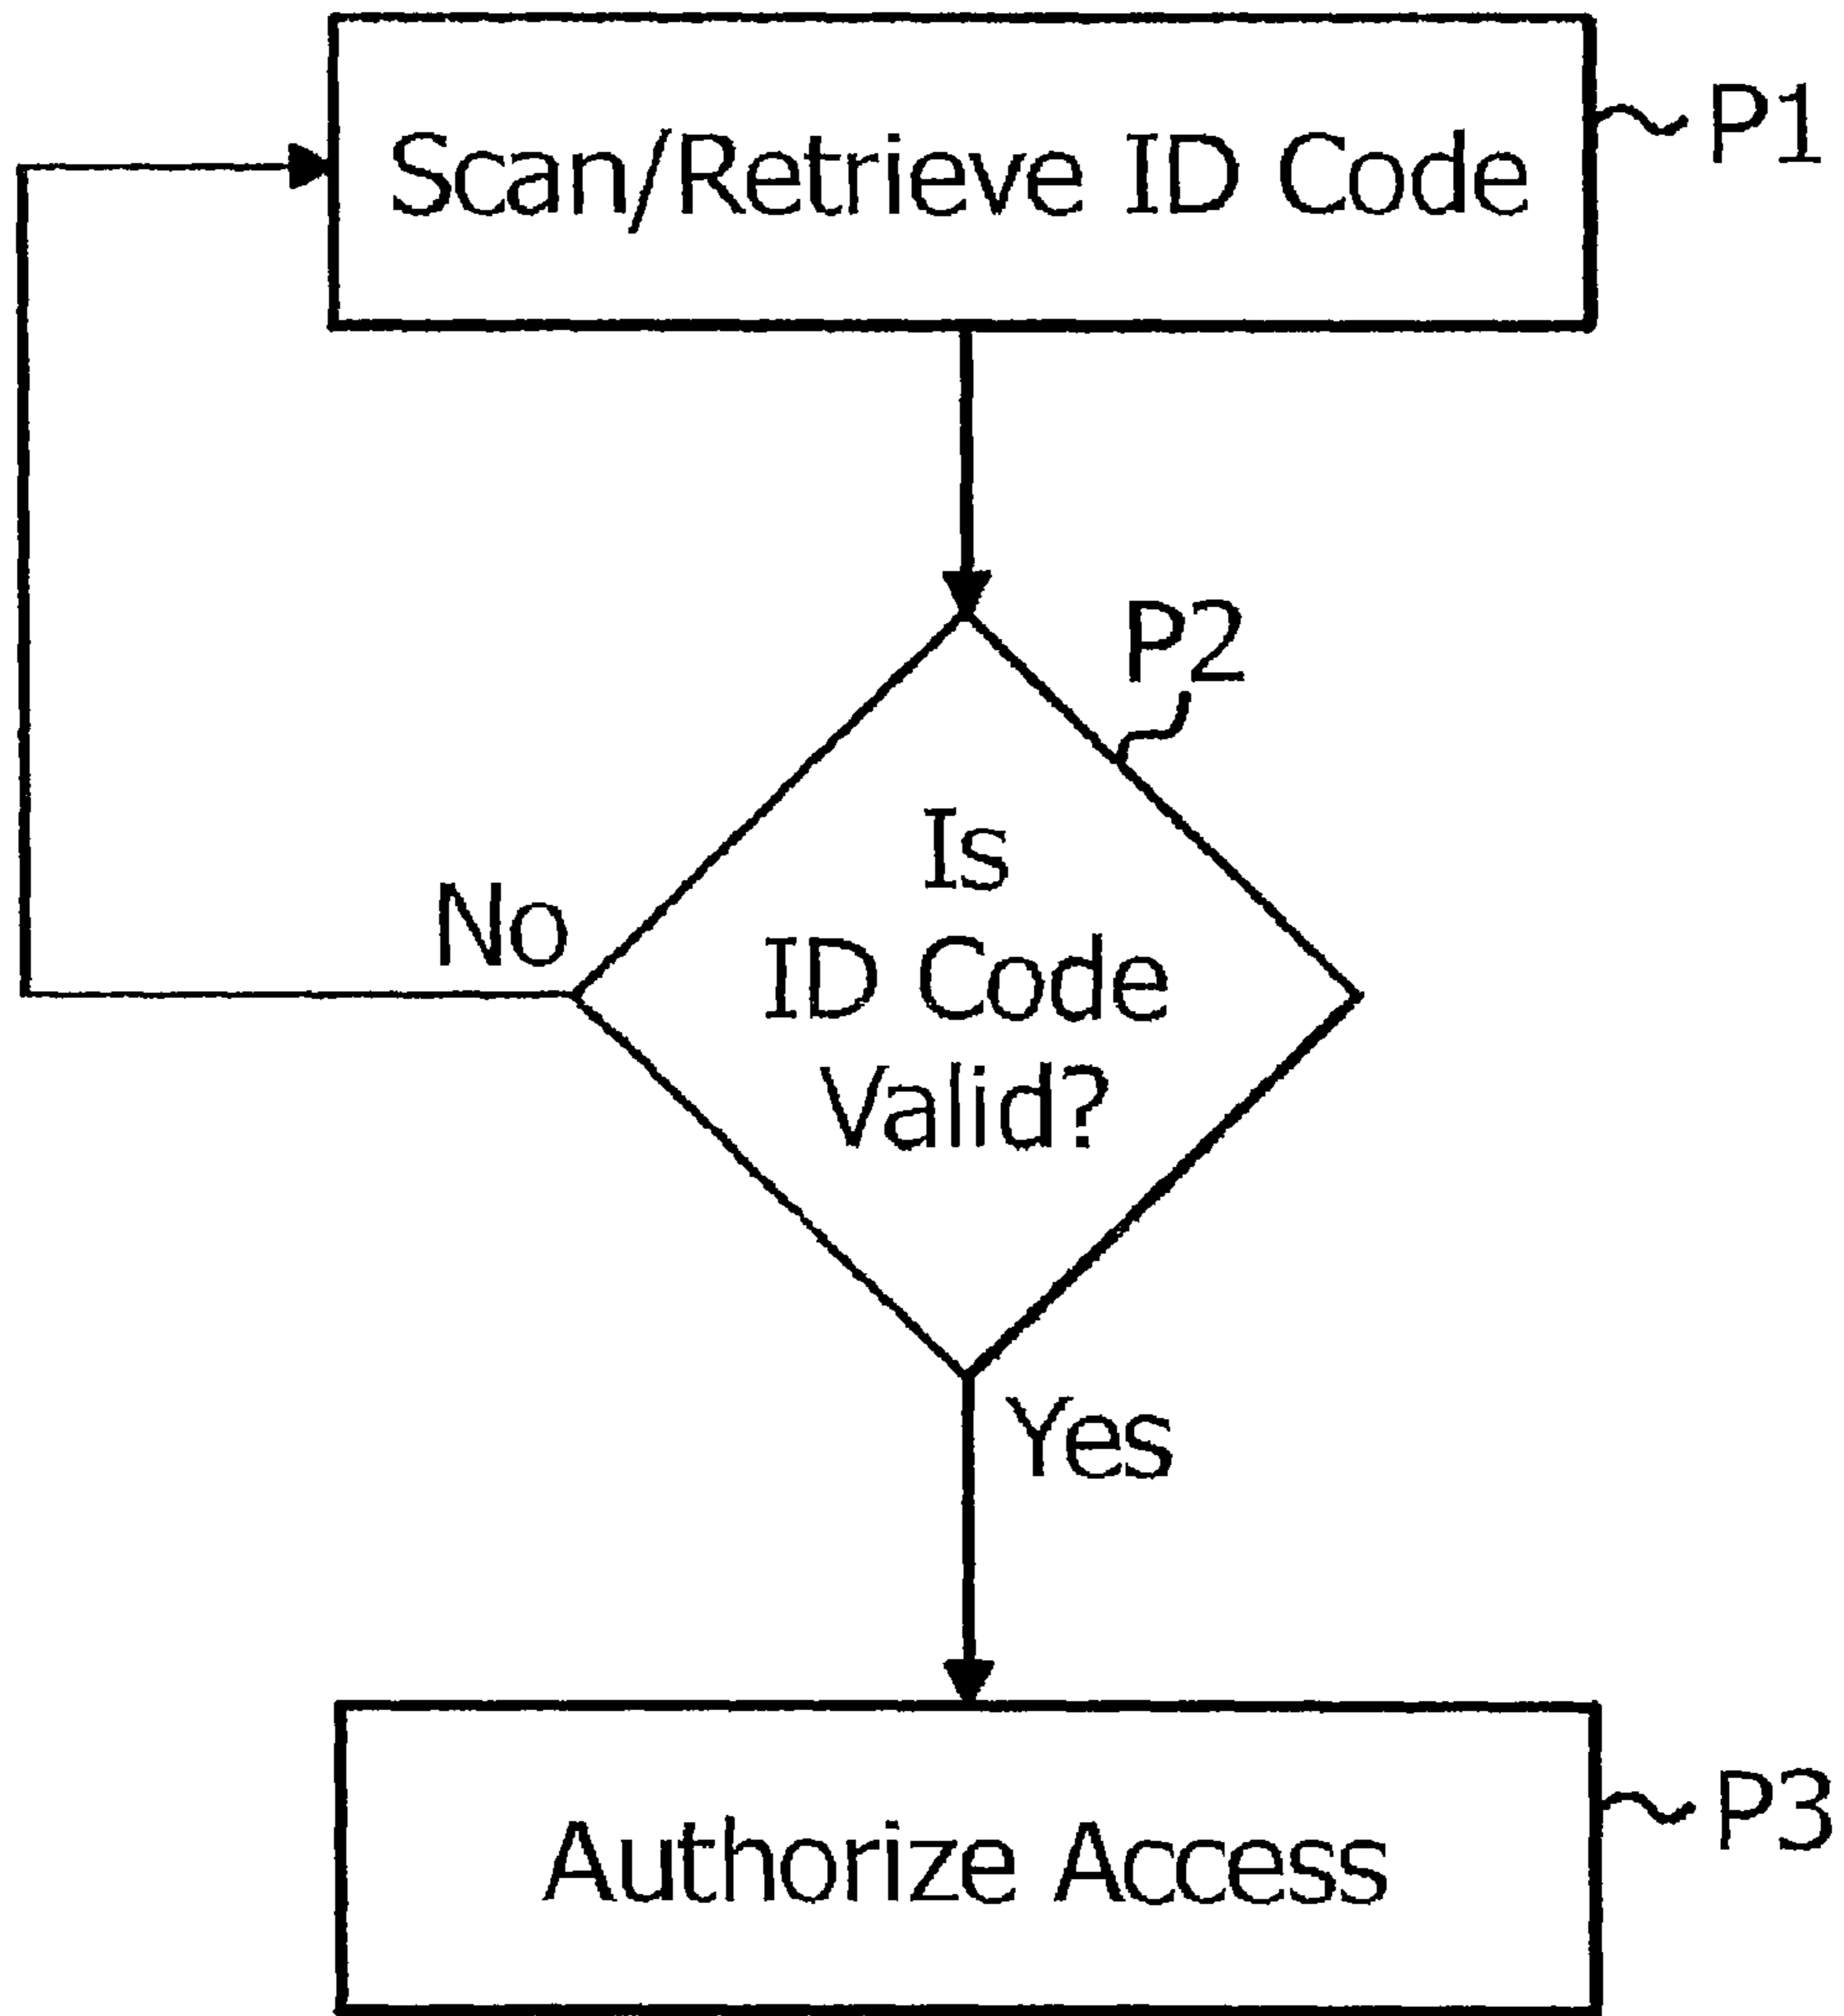 Scan/Retrieve ID Code
P1
P2
Is
ID Code
Valid?
No
Yes
Authorize Access
P3